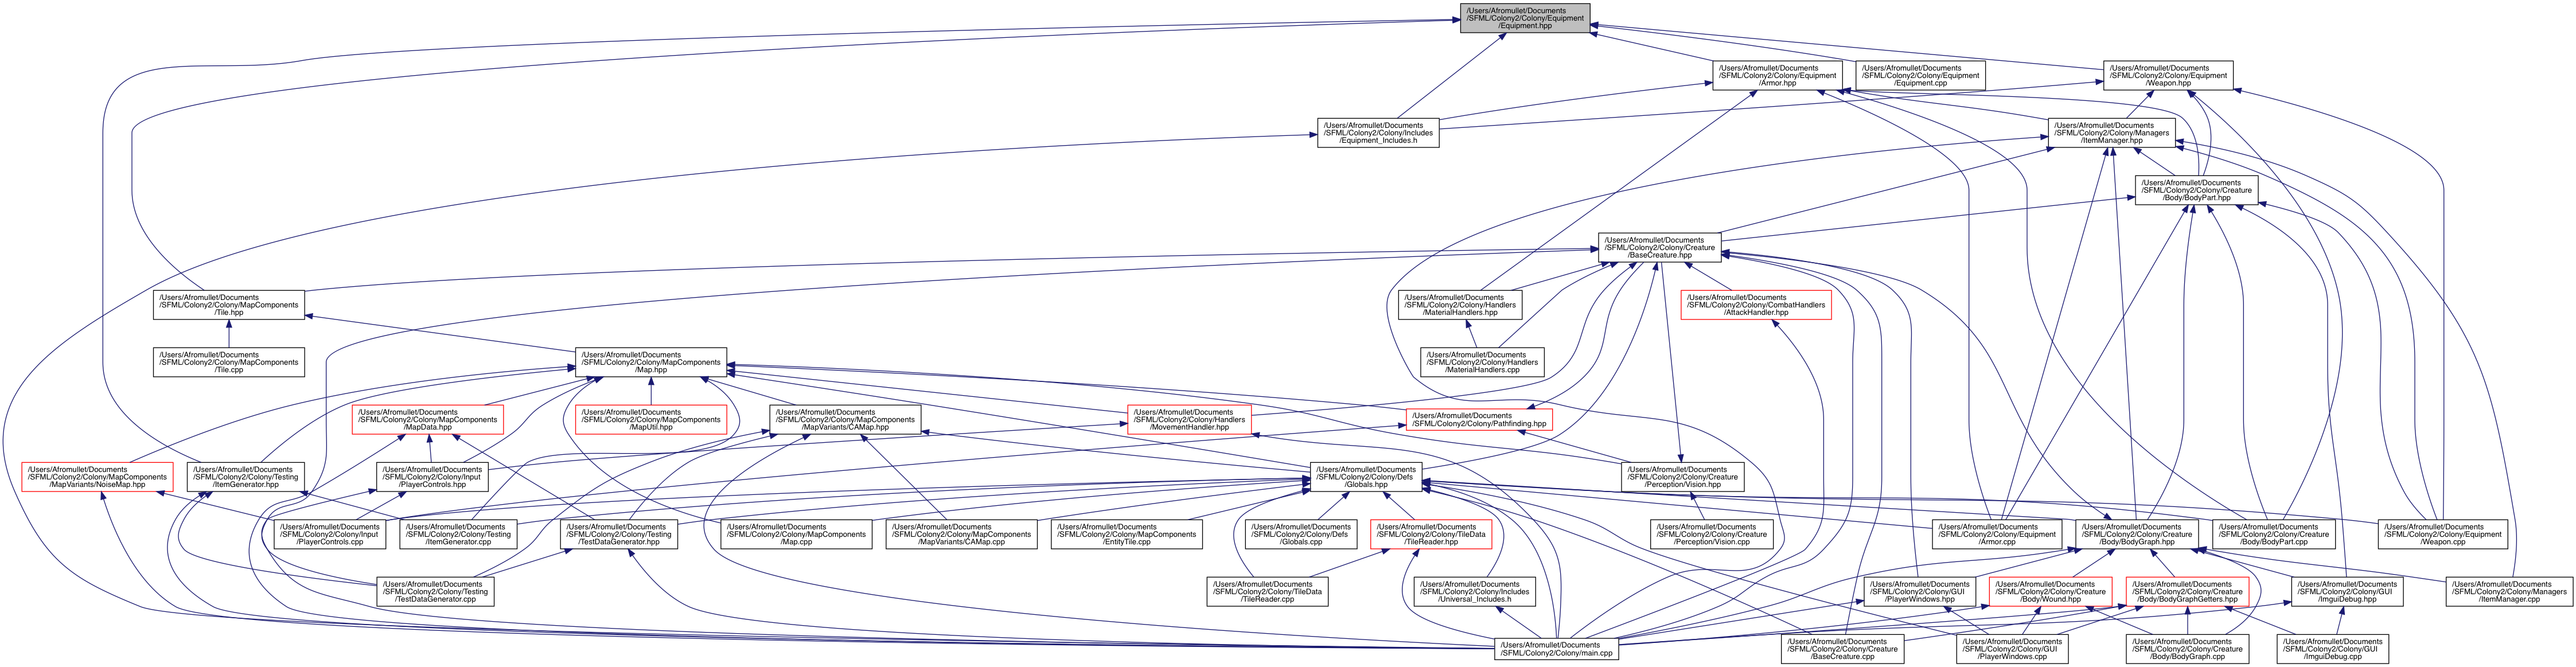 /Users/Afromullet/Documents
/SFML/Colony2/Colony/Equipment
/Equipment.hpp
/Users/Afromullet/Documents
/SFML/Colony2/Colony/Equipment
/Armor.hpp
/Users/Afromullet/Documents
/SFML/Colony2/Colony/Equipment
/Equipment.cpp
/Users/Afromullet/Documents
/SFML/Colony2/Colony/Equipment
/Weapon.hpp
/Users/Afromullet/Documents
/SFML/Colony2/Colony/Includes
/Equipment_Includes.h
/Users/Afromullet/Documents
/SFML/Colony2/Colony/Managers
/ItemManager.hpp
/Users/Afromullet/Documents
/SFML/Colony2/Colony/Creature
/Body/BodyPart.hpp
/Users/Afromullet/Documents
/SFML/Colony2/Colony/Creature
/BaseCreature.hpp
/Users/Afromullet/Documents
/SFML/Colony2/Colony/MapComponents
/Tile.hpp
/Users/Afromullet/Documents
/SFML/Colony2/Colony/Handlers
/MaterialHandlers.hpp
/Users/Afromullet/Documents
/SFML/Colony2/Colony/CombatHandlers
/AttackHandler.hpp
/Users/Afromullet/Documents
/SFML/Colony2/Colony/MapComponents
/Tile.cpp
/Users/Afromullet/Documents
/SFML/Colony2/Colony/MapComponents
/Map.hpp
/Users/Afromullet/Documents
/SFML/Colony2/Colony/Handlers
/MaterialHandlers.cpp
/Users/Afromullet/Documents
/SFML/Colony2/Colony/MapComponents
/MapData.hpp
/Users/Afromullet/Documents
/SFML/Colony2/Colony/MapComponents
/MapUtil.hpp
/Users/Afromullet/Documents
/SFML/Colony2/Colony/MapComponents
/MapVariants/CAMap.hpp
/Users/Afromullet/Documents
/SFML/Colony2/Colony/Handlers
/MovementHandler.hpp
/Users/Afromullet/Documents
/SFML/Colony2/Colony/Pathfinding.hpp
/Users/Afromullet/Documents
/SFML/Colony2/Colony/MapComponents
/MapVariants/NoiseMap.hpp
/Users/Afromullet/Documents
/SFML/Colony2/Colony/Testing
/ItemGenerator.hpp
/Users/Afromullet/Documents
/SFML/Colony2/Colony/Input
/PlayerControls.hpp
/Users/Afromullet/Documents
/SFML/Colony2/Colony/Defs
/Globals.hpp
/Users/Afromullet/Documents
/SFML/Colony2/Colony/Creature
/Perception/Vision.hpp
/Users/Afromullet/Documents
/SFML/Colony2/Colony/Input
/PlayerControls.cpp
/Users/Afromullet/Documents
/SFML/Colony2/Colony/Testing
/ItemGenerator.cpp
/Users/Afromullet/Documents
/SFML/Colony2/Colony/Testing
/TestDataGenerator.hpp
/Users/Afromullet/Documents
/SFML/Colony2/Colony/MapComponents
/Map.cpp
/Users/Afromullet/Documents
/SFML/Colony2/Colony/MapComponents
/MapVariants/CAMap.cpp
/Users/Afromullet/Documents
/SFML/Colony2/Colony/MapComponents
/EntityTile.cpp
/Users/Afromullet/Documents
/SFML/Colony2/Colony/Defs
/Globals.cpp
/Users/Afromullet/Documents
/SFML/Colony2/Colony/TileData
/TileReader.hpp
/Users/Afromullet/Documents
/SFML/Colony2/Colony/Creature
/Perception/Vision.cpp
/Users/Afromullet/Documents
/SFML/Colony2/Colony/Equipment
/Armor.cpp
/Users/Afromullet/Documents
/SFML/Colony2/Colony/Creature
/Body/BodyGraph.hpp
/Users/Afromullet/Documents
/SFML/Colony2/Colony/Creature
/Body/BodyPart.cpp
/Users/Afromullet/Documents
/SFML/Colony2/Colony/Equipment
/Weapon.cpp
/Users/Afromullet/Documents
/SFML/Colony2/Colony/Testing
/TestDataGenerator.cpp
/Users/Afromullet/Documents
/SFML/Colony2/Colony/TileData
/TileReader.cpp
/Users/Afromullet/Documents
/SFML/Colony2/Colony/Includes
/Universal_Includes.h
/Users/Afromullet/Documents
/SFML/Colony2/Colony/GUI
/PlayerWindows.hpp
/Users/Afromullet/Documents
/SFML/Colony2/Colony/Creature
/Body/Wound.hpp
/Users/Afromullet/Documents
/SFML/Colony2/Colony/Creature
/Body/BodyGraphGetters.hpp
/Users/Afromullet/Documents
/SFML/Colony2/Colony/GUI
/ImguiDebug.hpp
/Users/Afromullet/Documents
/SFML/Colony2/Colony/Managers
/ItemManager.cpp
/Users/Afromullet/Documents
/SFML/Colony2/Colony/main.cpp
/Users/Afromullet/Documents
/SFML/Colony2/Colony/Creature
/BaseCreature.cpp
/Users/Afromullet/Documents
/SFML/Colony2/Colony/GUI
/PlayerWindows.cpp
/Users/Afromullet/Documents
/SFML/Colony2/Colony/Creature
/Body/BodyGraph.cpp
/Users/Afromullet/Documents
/SFML/Colony2/Colony/GUI
/ImguiDebug.cpp